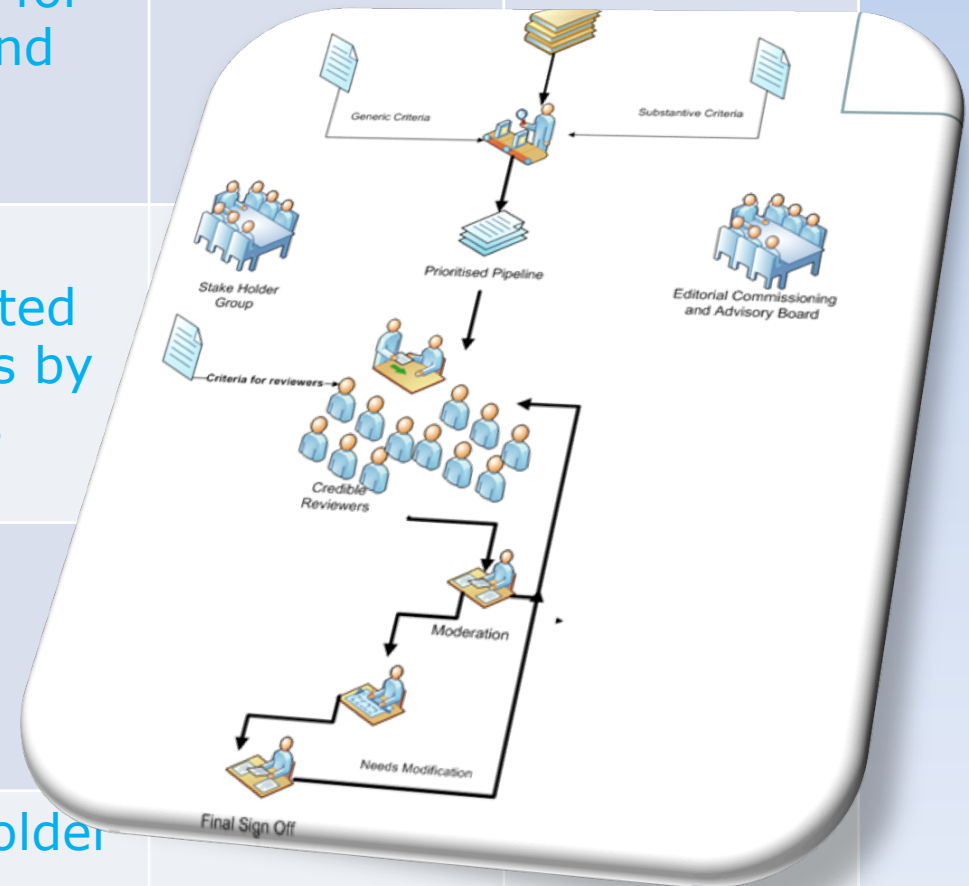 for
nd
Generic Criteria
Substantive Criteria
Stake Holder
Group
Prioritised Pipeline
Editorial Commissioning
and Advisory Board
ted
s by
Criteria for reviewers
Credible
Reviewers
Moderation
Needs Modification
Final Sign Off
older